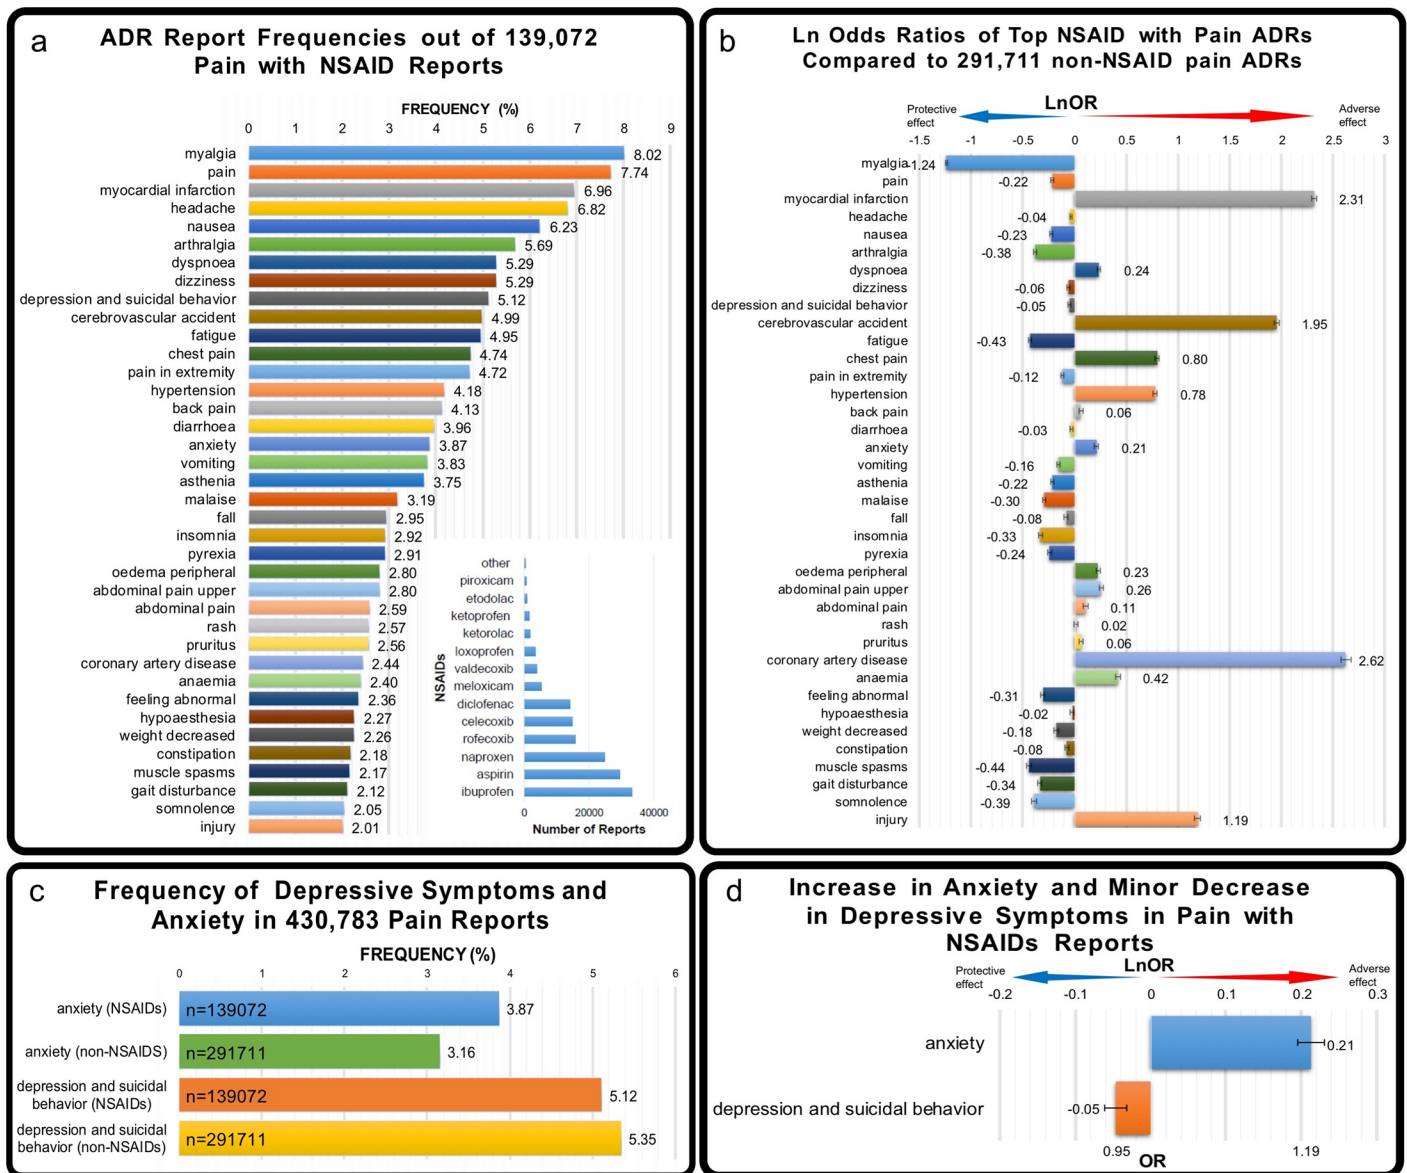 a
ADR Report Frequencies out of 139,072
Pain with NSAID Reports
FREQUENCY (%)
0 1 2 3 4 5 6 7 8 9
myalgia 8.02
pain 7.74
myocardial infarction 6.96
headache 6.82
nausea 6.23
arthralgia 5.69
dyspnoea 5.29
dizziness 5.29
depression and suicidal behavior 5.12
cerebrovascular accident 4.99
fatigue 4.95
chest pain 4.74
pain in extremity 4.72
hypertension 4.18
back pain 4.13
diarrhoea 3.96
anxiety 3.87
vomiting 3.83
asthenia 3.75
malaise 3.19
fall 2.95
insomnia 2.92
pyrexia 2.91
oedema peripheral 2.80
abdominal pain upper 2.80
abdominal pain 2.59
rash 2.57
pruritus 2.56
coronary artery disease 2.44
anaemia 2.40
feeling abnormal 2.36
hypoaesthesia 2.27
weight decreased 2.26
constipation 2.18
muscle spasms 2.17
gait disturbance 2.12
somnolence 2.05
injury 2.01
NSAIDs
other
piroxicam
etodolac
ketoprofen
ketorolac
loxoprofen
valdecoxib
meloxicam
diclofenac
celecoxib
rofecoxib
naproxen
aspirin
ibuprofen
0 20000 40000
Number of Reports
b
Ln Odds Ratios of Top NSAID with Pain ADRs
Compared to 291,711 non-NSAID pain ADRs
LnOR
Protective
effect
Adverse
effect
-1.5 -1 -0.5 0 0.5 1 1.5 2 2.5 3
myalgia -1.24
pain -0.22
myocardial infarction 2.31
headache -0.04
nausea -0.23
arthralgia -0.38
dyspnoea 0.24
dizziness -0.06
depression and suicidal behavior -0.05
cerebrovascular accident 1.95
fatigue -0.43
chest pain 0.80
pain in extremity -0.12
hypertension 0.78
back pain 0.06
diarrhoea -0.03
anxiety 0.21
vomiting -0.16
asthenia -0.22
malaise -0.30
fall -0.08
insomnia -0.33
pyrexia -0.24
oedema peripheral 0.23
abdominal pain upper 0.26
abdominal pain 0.11
rash 0.02
pruritus 0.06
coronary artery disease 2.62
anaemia 0.42
feeling abnormal -0.31
hypoaesthesia -0.02
weight decreased -0.18
constipation -0.08
muscle spasms -0.44
gait disturbance -0.34
somnolence -0.39
injury 1.19
c
Frequency of Depressive Symptoms and
Anxiety in 430,783 Pain Reports
FREQUENCY (%)
0 1 2 3 4 5 6
anxiety (NSAIDs) n=139072 3.87
anxiety (non-NSAIDS) n=291711 3.16
depression and suicidal
behavior (NSAIDs) n=139072 5.12
depression and suicidal
behavior (non-NSAIDs) n=291711 5.35
d
Increase in Anxiety and Minor Decrease
in Depressive Symptoms in Pain with
NSAIDs Reports
LnOR
Protective
effect
Adverse
effect
-0.2 -0.1 0 0.1 0.2 0.3
anxiety 0.21
depression and suicidal behavior -0.05
0.95 1.19
OR